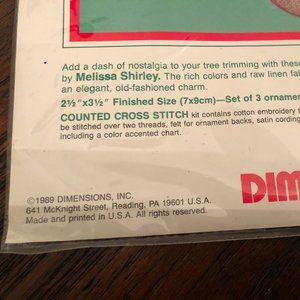 Add a dash of nostalgia to your tree trimming with these
by Melissa Shirley. The rich colors and raw linen
an elegant, old-fashioned charm.
2½"x3½" Finished Size (7x9cm)—Set of 3
COUNTED CROSS STITCH kit contains cotton embroidery
be stitched over two threads, felt for ornament backs, satin cording
including a color accented chart.
©1989 DIMENSIONS, INC.
641 McKnight Street, Reading, PA 19601 U.S.A.
Made and printed in U.S.A. All rights reserved.
DIM